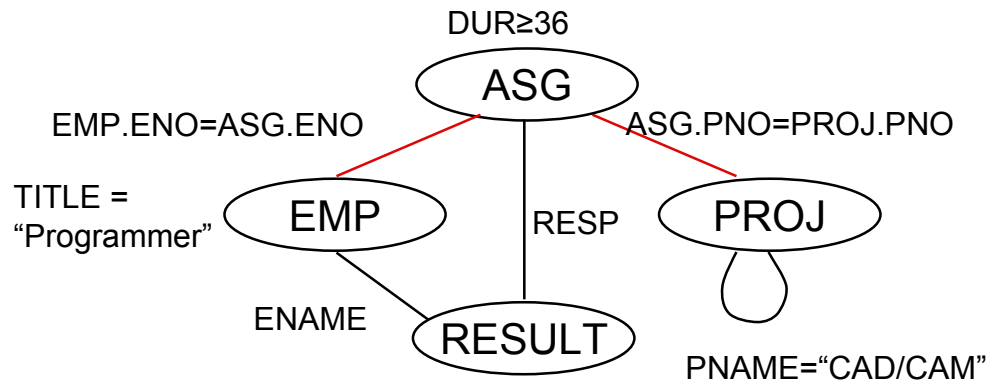 DUR≥36
ASG
EMP.ENO=ASG.ENO
ASG.PNO=PROJ.PNO
TITLE =
“Programmer”
EMP
RESP
PROJ
ENAME
RESULT
PNAME=“CAD/CAM”